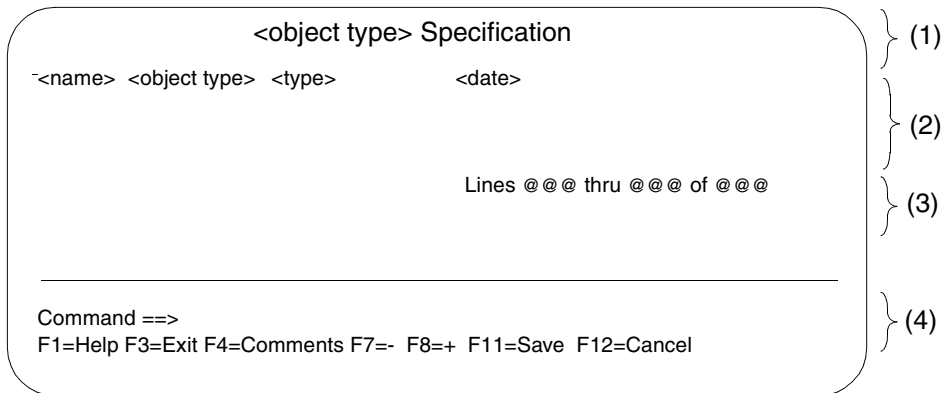 <object type> Specification
(1)
<name> <object type> <type> <date>
(2)
Lines @@@ thru @@@ of @@@
(3)
Command ==>
(4)
F1=Help F3=Exit F4=Comments F7=- F8=+ F11=Save F12=Cancel